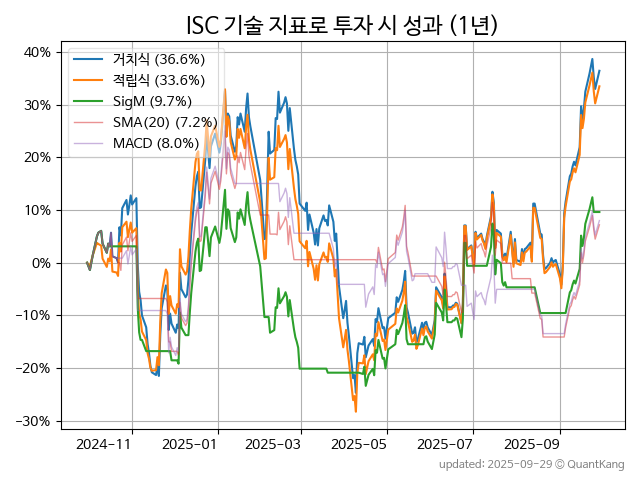 ISC 기술 지표로 투자 시 성과 (1년)
40%
30%
20%
10%
0%
−10%
−20%
−30%
거치식 (36.6%)
적립식 (33.6%)
SigM (9.7%)
SMA(20) (7.2%)
MACD (8.0%)
2024-11
2025-01
2025-03
2025-05
2025-07
2025-09
updated: 2025-09-29 © QuantKang